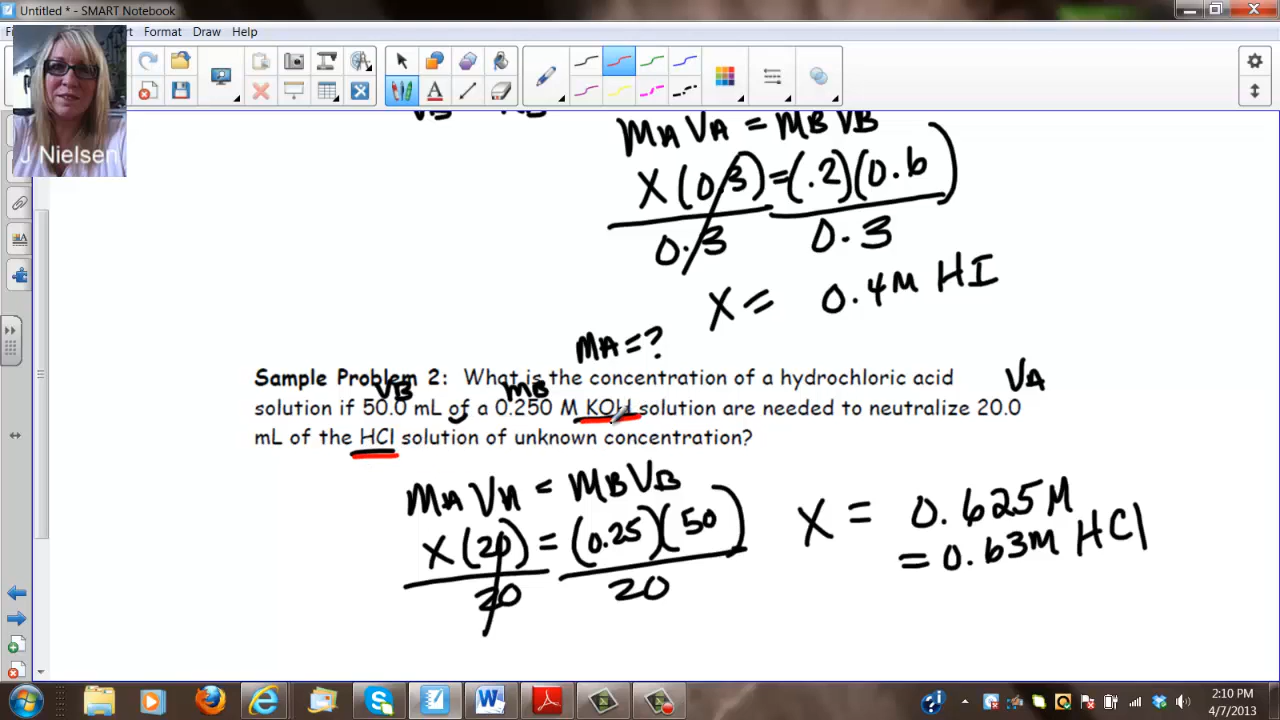 Untitled * - SMART Notebook
Format Draw Help
J Nielsen
MA VA = MB VB
X (0.3) = (.2)(0.6)
0.3 0.3
X = 0.4M HI
MA = ?
Sample Problem 2: What is the concentration of a hydrochloric acid
VB MB VA
solution if 50.0 mL of a 0.250 M KOH solution are needed to neutralize 20.0
mL of the HCl solution of unknown concentration?
MA VA = MB VB
X (20) = (0.25)(50)
20 20
X = 0.625M
= 0.63M HCl
2:10 PM
4/7/2013